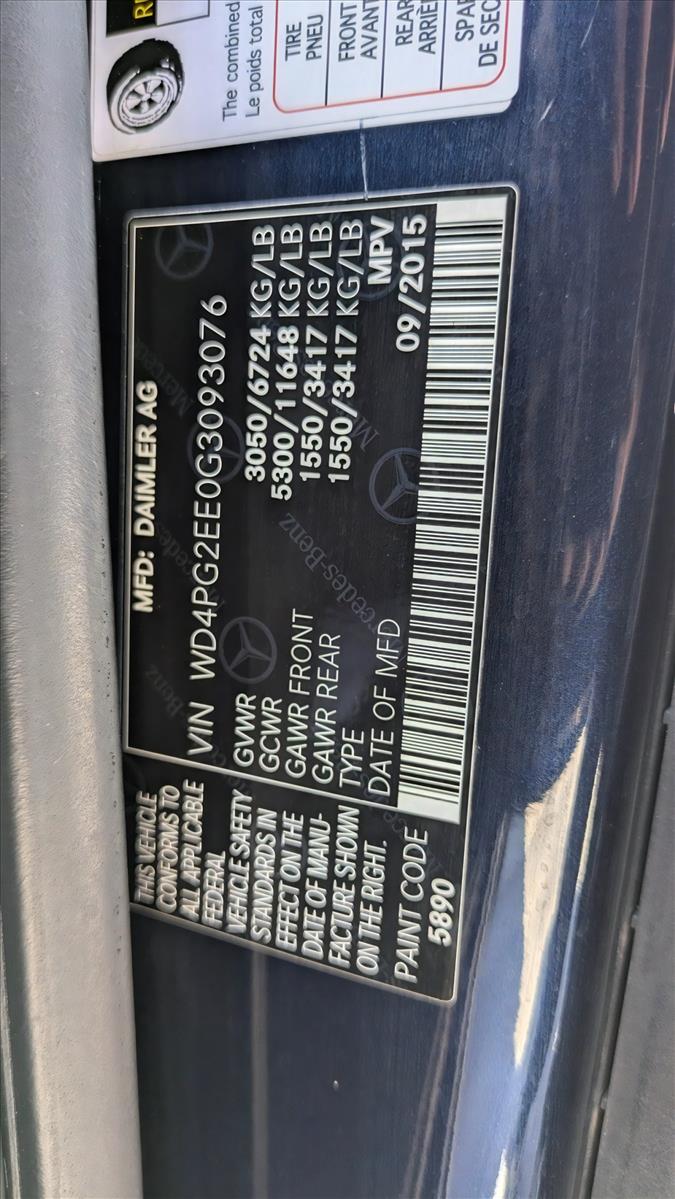 The combined
Le poids total
TIRE
PNEU
FRONT
AVANT
REAR
ARRIÈ
SPAR
DE SEC
MFD: DAIMLER AG
VIN WD4PG2EE0G3093076
GVWR 3050/6724 KG/LB
GCWR 5300/11648 KG/LB
GAWR FRONT 1550/3417 KG/LB
GAWR REAR 1550/3417 KG/LB
TYPE MPV
DATE OF MFD 09/2015
THIS VEHICLE
CONFORMS TO
ALL APPLICABLE
FEDERAL
VEHICLE SAFETY
STANDARDS IN
EFFECT ON THE
DATE OF MANU-
FACTURE SHOWN
ON THE RIGHT.
PAINT CODE
5890
Mercedes-Benz